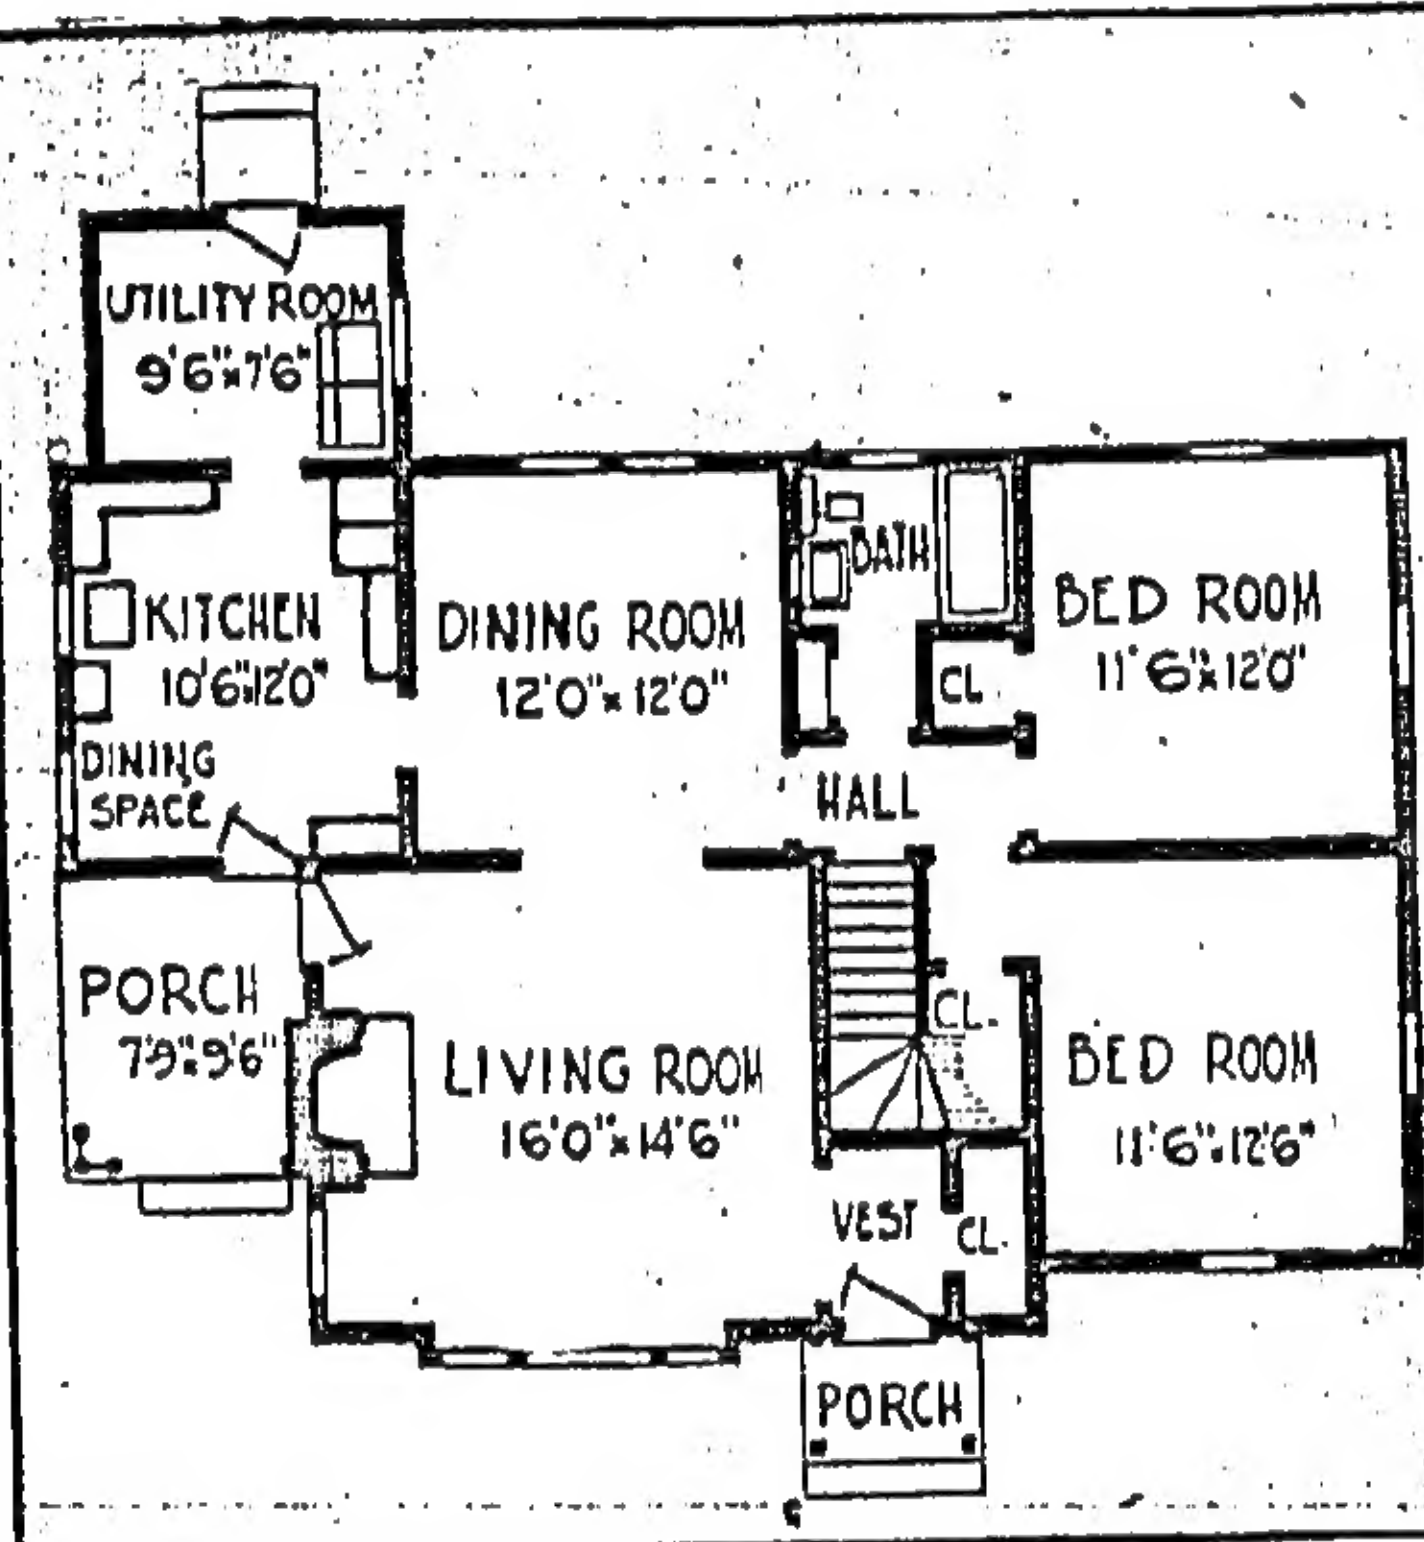 UTILITY ROOM
9'6"x7'6"
KITCHEN
10'6"x12'0"
DINING
SPACE
DINING ROOM
12'0"x12'0"
BATH
CL.
BED ROOM
11'6"x12'0"
HALL
PORCH
7'9"x9'6"
LIVING ROOM
16'0"x14'6"
CL.
BED ROOM
11'6"x12'6"
VEST
CL.
PORCH